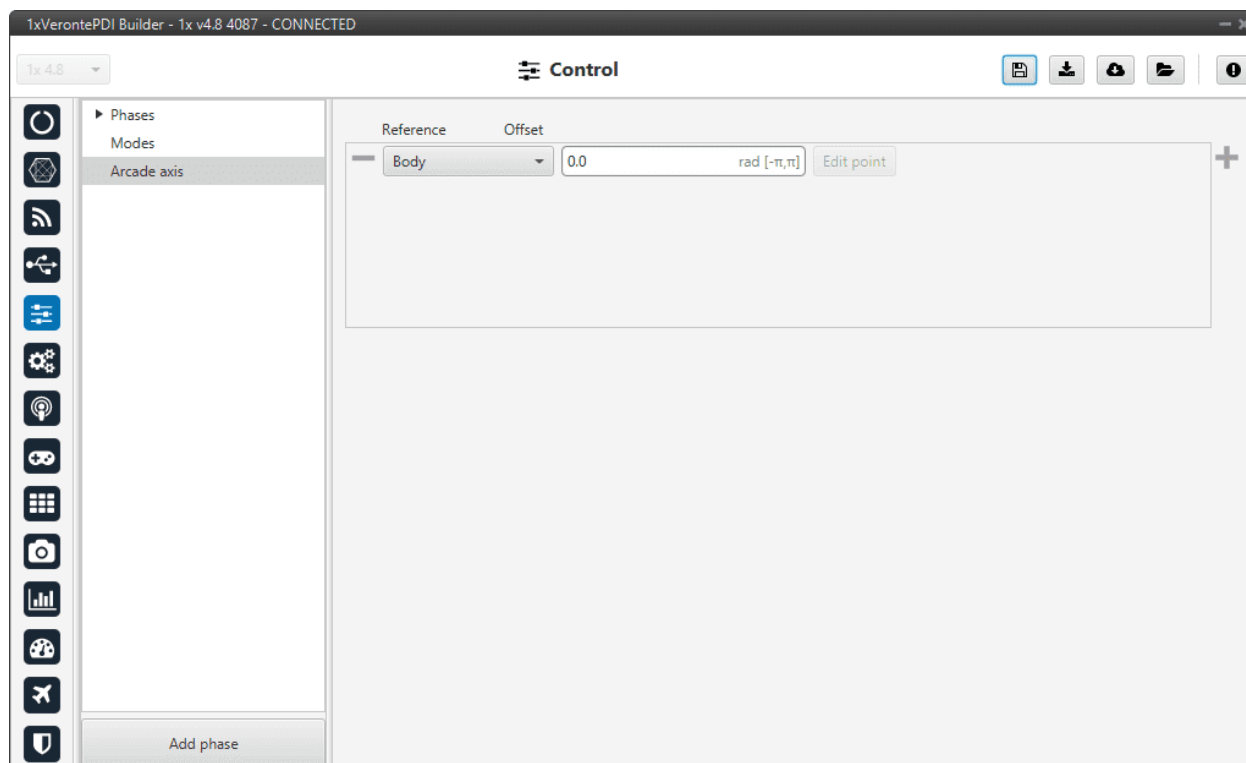 1xVerontePDI Builder - 1x v4.8 4087 - CONNECTED
1x 4.8
Control
Phases
Modes
Arcade axis
Reference Offset
Body 0.0 rad [-π,π] Edit point
Add phase